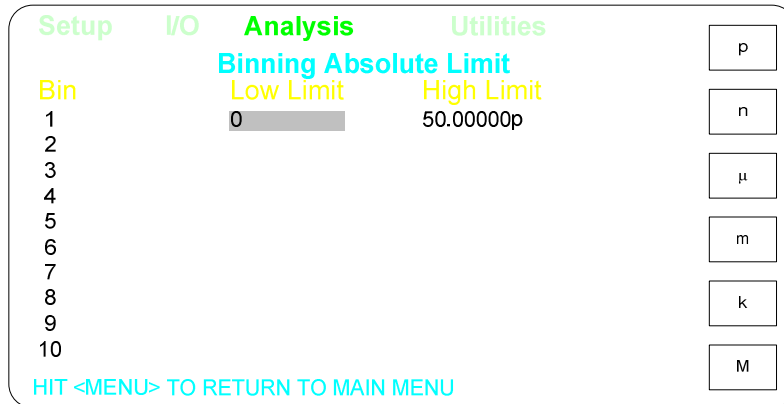 Setup I/O Analysis Utilities
Binning Absolute Limit
Bin Low Limit High Limit
1 0 50.00000p
2
3
4
5
6
7
8
9
10
HIT <MENU> TO RETURN TO MAIN MENU
p
n
μ
m
k
M